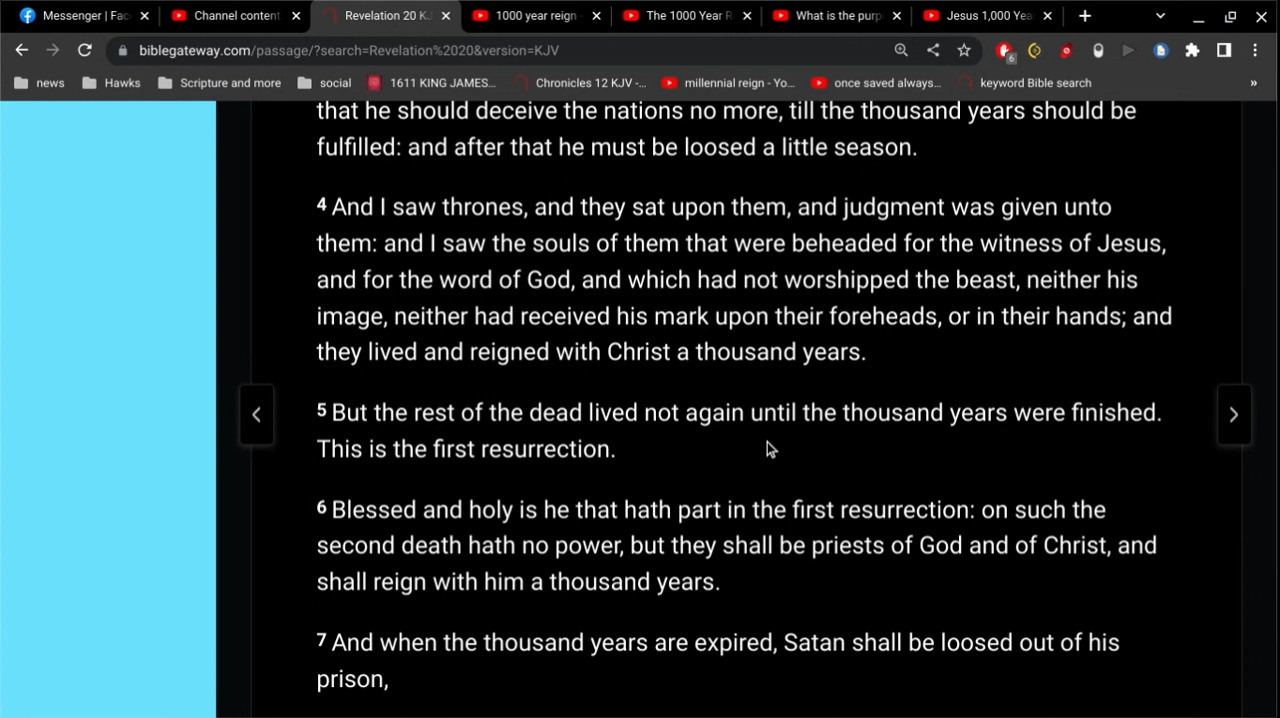 Messenger | Fac
Channel content
Revelation 20 KJ
1000 year reign -
The 1000 Year R
What is the purp
Jesus 1,000 Yea
biblegateway.com/passage/?search=Revelation%2020&version=KJV
6
news
Hawks
Scripture and more
social
1611 KING JAMES...
Chronicles 12 KJV -...
millennial reign - Yo...
once saved always...
keyword Bible search
»
that he should deceive the nations no more, till the thousand years should be
fulfilled: and after that he must be loosed a little season.
4 And I saw thrones, and they sat upon them, and judgment was given unto
them: and I saw the souls of them that were beheaded for the witness of Jesus,
and for the word of God, and which had not worshipped the beast, neither his
image, neither had received his mark upon their foreheads, or in their hands; and
they lived and reigned with Christ a thousand years.
5 But the rest of the dead lived not again until the thousand years were finished.
This is the first resurrection.
6 Blessed and holy is he that hath part in the first resurrection: on such the
second death hath no power, but they shall be priests of God and of Christ, and
shall reign with him a thousand years.
7 And when the thousand years are expired, Satan shall be loosed out of his
prison,